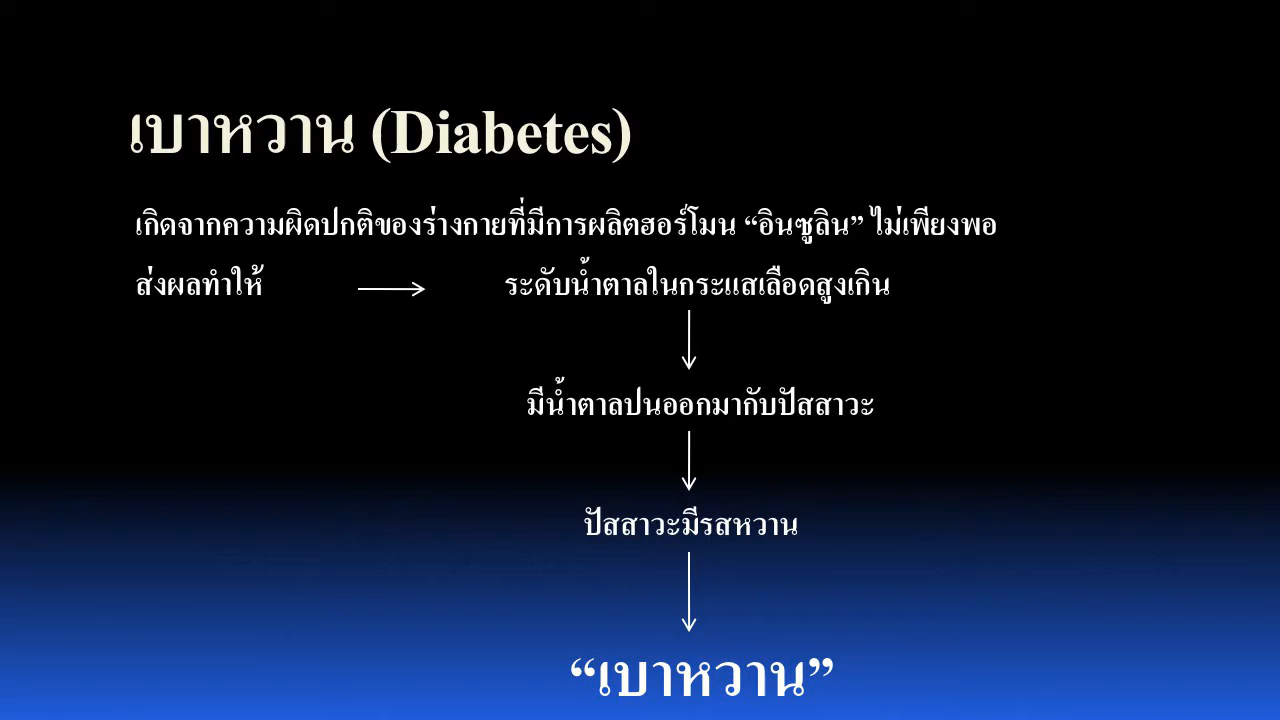 เบาหวาน (Diabetes)
เกิดจากความผิดปกติของร่างกายที่มีการผลิตฮอร์โมน “อินซูลิน” ไม่เพียงพอ
ส่งผลทำให้ ระดับน้ำตาลในกระแสเลือดสูงเกิน
มีน้ำตาลปนออกมากับปัสสาวะ
ปัสสาวะมีรสหวาน
“เบาหวาน”